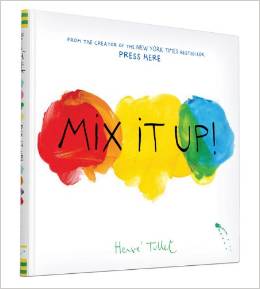 FROM THE CREATOR OF THE NEW YORK TIMES BESTSELLER
PRESS HERE
MIX IT UP!
Hervé Tullet